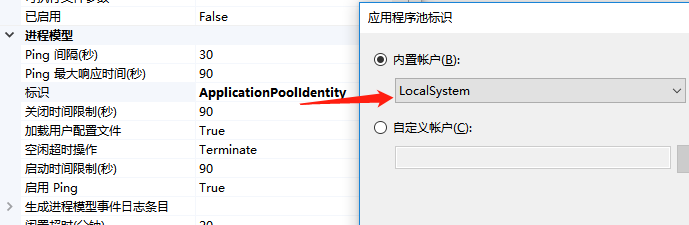 已启用 False
进程模型
Ping 间隔(秒) 30
Ping 最大响应时间(秒) 90
标识 ApplicationPoolIdentity
关闭时间限制(秒) 90
加载用户配置文件 True
空闲超时操作 Terminate
启动时间限制(秒) 90
启用 Ping True
生成进程模型事件日志条目
应用程序池标识
内置帐户(B):
LocalSystem
自定义帐户(C):